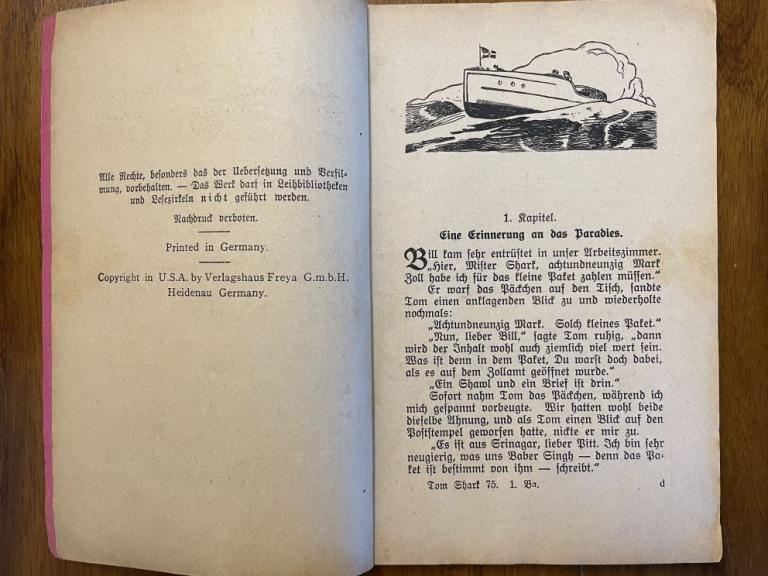 Alle Rechte, besonders das der Uebersetzung und Verfil-
mung, vorbehalten. — Das Werk darf in Leihbibliotheken
und Lesezirkeln nicht geführt werden.
Nachdruck verboten.
Printed in Germany.
Copyright in U.S.A. by Verlagshaus Freya G.m.b.H.
Heidenau Germany.
1. Kapitel.
Eine Erinnerung an das Paradies.
Bill kam sehr entrüstet in unser Arbeitszimmer.
„Hier, Mister Shark, achtundneunzig Mark
Zoll habe ich für das kleine Paket zahlen müssen.“
Er warf das Päckchen auf den Tisch, sandte
Tom einen anklagenden Blick zu und wiederholte
nochmals:
„Achtundneunzig Mark. Solch kleines Paket.“
„Nun, lieber Bill,“ sagte Tom ruhig, „dann
wird der Inhalt wohl auch ziemlich viel wert sein.
Was ist denn in dem Paket, Du warst doch dabei,
als es auf dem Zollamt geöffnet wurde.“
„Ein Shawl und ein Brief ist drin.“
Sofort nahm Tom das Päckchen, während ich
mich gespannt vorbeugte. Wir hatten wohl beide
dieselbe Ahnung, und als Tom einen Blick auf den
Poststempel geworfen hatte, nickte er mir zu.
„Es ist aus Srinagar, lieber Pitt. Ich bin sehr
neugierig, was uns Baber Singh — denn das Pa-
ket ist bestimmt von ihm — schreibt.“
Tom Shark 75. 1. Ba. d